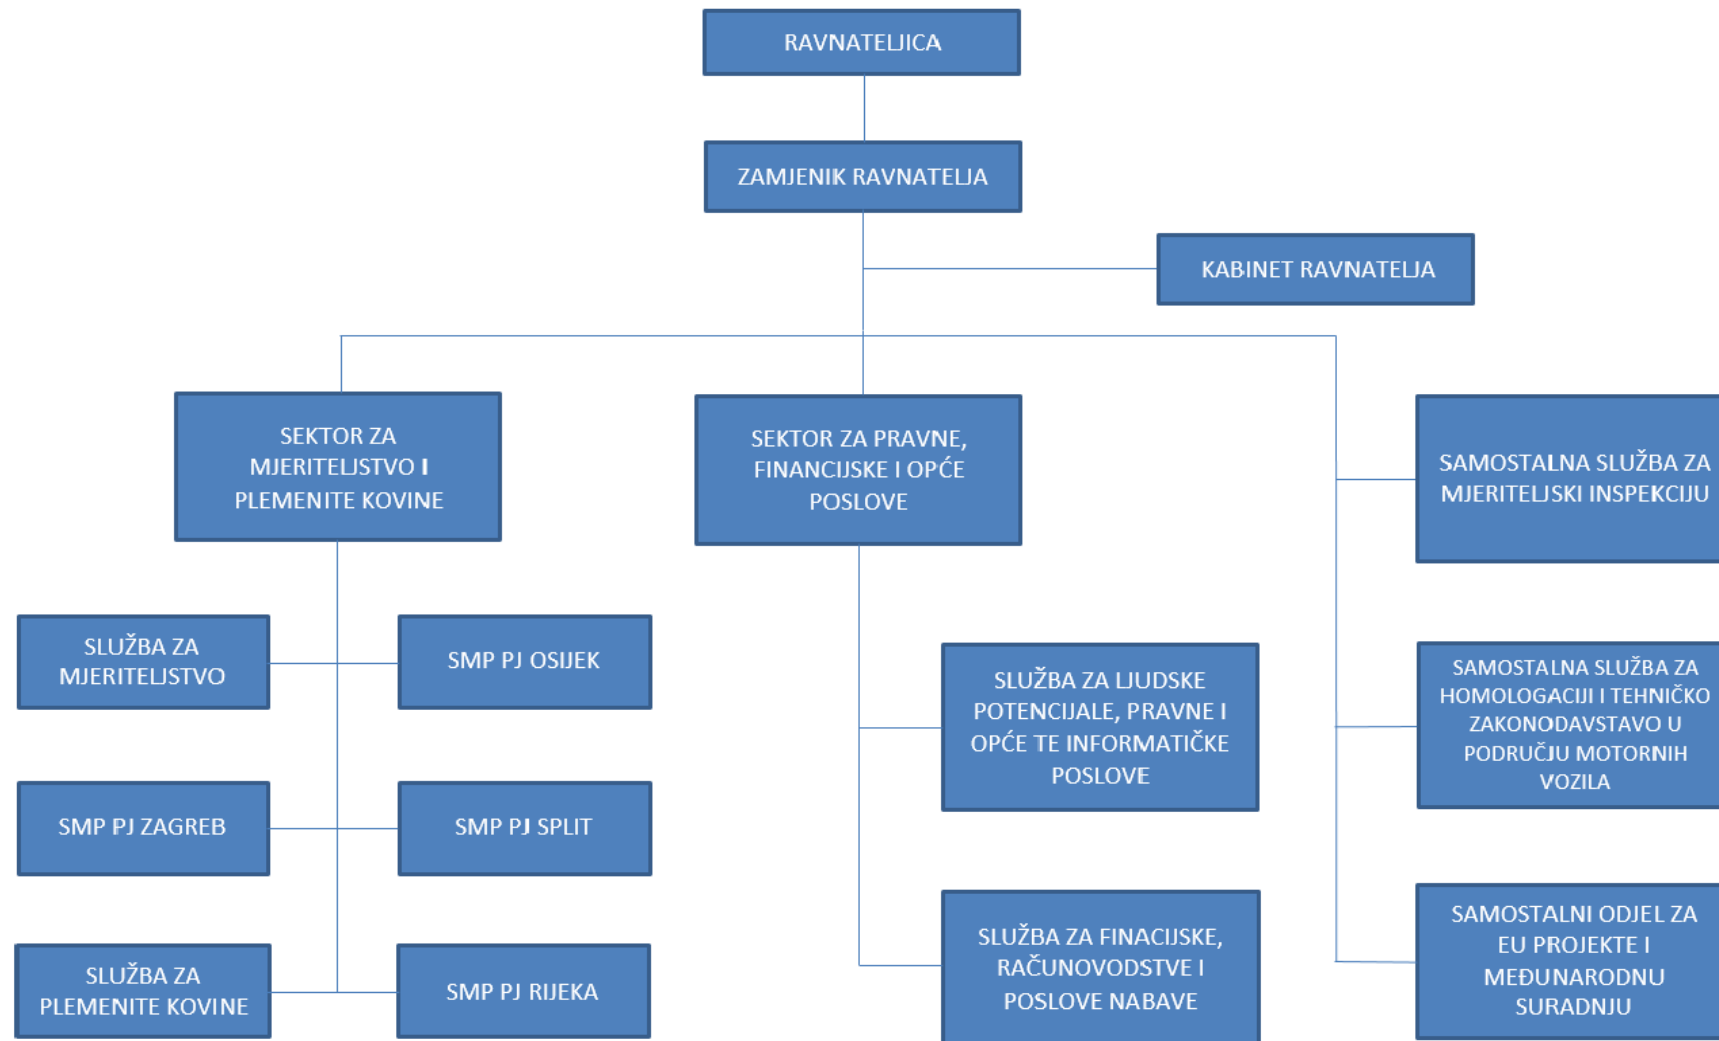 RAVNATELJICA
ZAMJENIK RAVNATELJA
KABINET RAVNATELJA
SEKTOR ZA
MJERITELJSTVO I
PLEMENITE KOVINE
SEKTOR ZA PRAVNE,
FINANCIJSKE I OPĆE
POSLOVE
SAMOSTALNA SLUŽBA ZA
MJERITELJSKI INSPEKCIJU
SLUŽBA ZA
MJERITELJSTVO
SMP PJ OSIJEK
SLUŽBA ZA LJUDSKE
POTENCIJALE, PRAVNE I
OPĆE TE INFORMATIČKE
POSLOVE
SAMOSTALNA SLUŽBA ZA
HOMOLOGACIJI I TEHNIČKO
ZAKONODAVSTAVO U
PODRUČJU MOTORNIH
VOZILA
SMP PJ ZAGREB
SMP PJ SPLIT
SLUŽBA ZA
PLEMENITE KOVINE
SMP PJ RIJEKA
SLUŽBA ZA FINACIJSKE,
RAČUNOVODSTVE I
POSLOVE NABAVE
SAMOSTALNI ODJEL ZA
EU PROJEKTE I
MEĐUNARODNU
SURADNJU